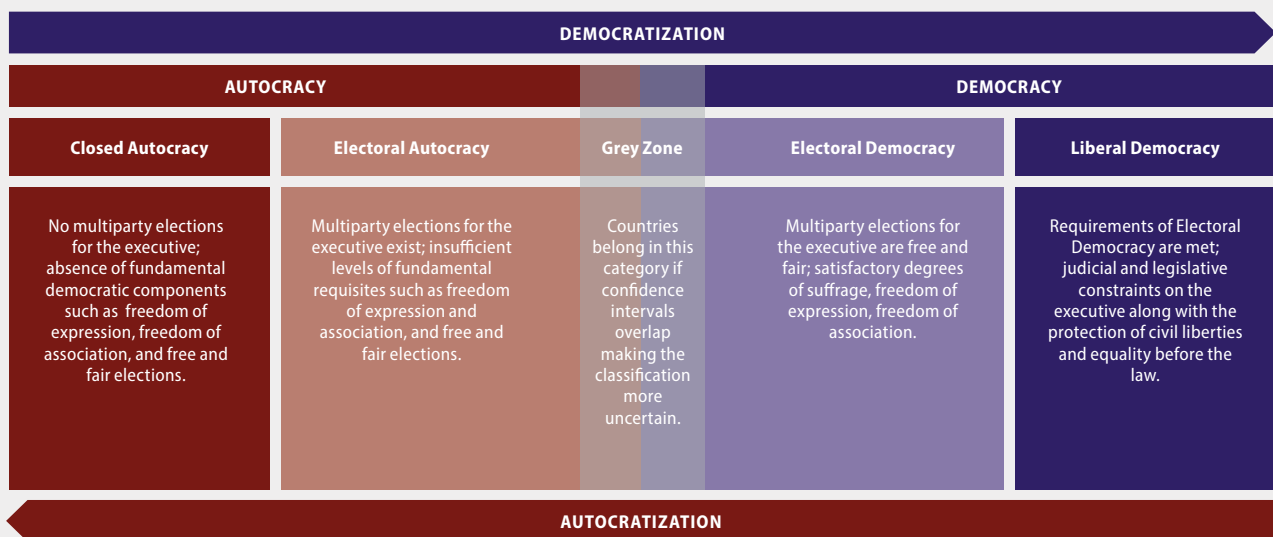 DEMOCRATIZATION
AUTOCRACY
DEMOCRACY
Closed Autocracy
Electoral Autocracy
Grey Zone
Electoral Democracy
Liberal Democracy
No multiparty elections
for the executive;
absence of fundamental
democratic components
such as freedom of
expression, freedom of
association, and free and
fair elections.
Multiparty elections for the
executive exist; insufficient
levels of fundamental
requisites such as freedom
of expression and
association, and free and
fair elections.
Countries
belong in this
category if
confidence
intervals
overlap
making the
classification
more
uncertain.
Multiparty elections for
the executive are free and
fair; satisfactory degrees
of suffrage, freedom of
expression, freedom of
association.
Requirements of Electoral
Democracy are met;
judicial and legislative
constraints on the
executive along with the
protection of civil liberties
and equality before the
law.
AUTOCRATIZATION